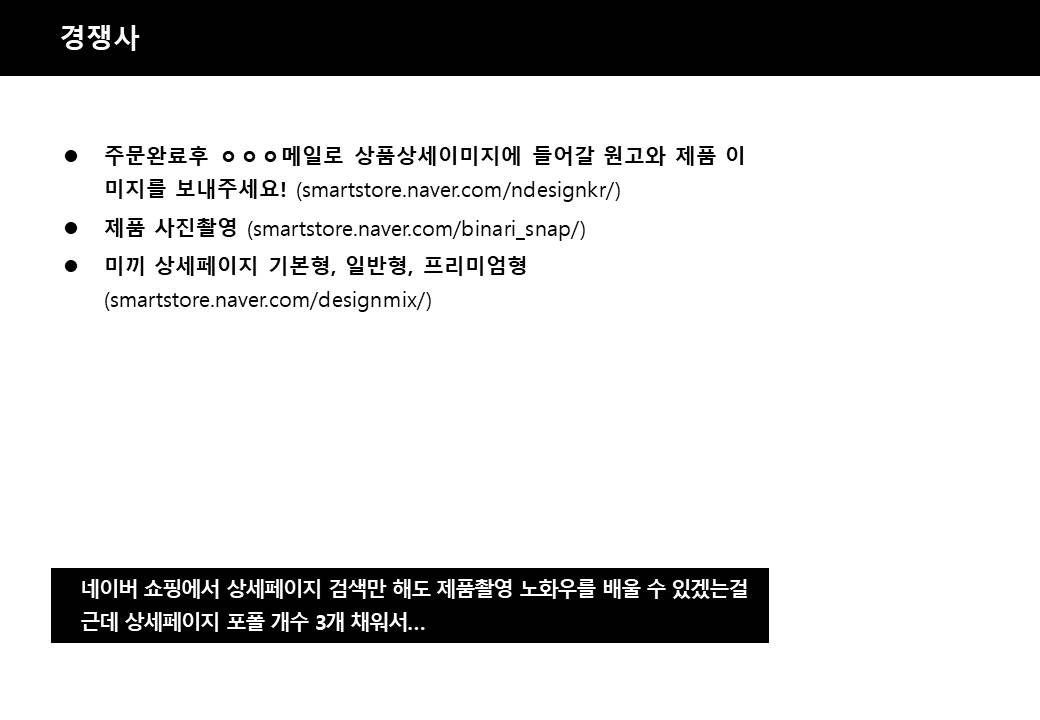 경쟁사
● 주문완료후 ㅇㅇㅇ메일로 상품상세이미지에 들어갈 원고와 제품 이
미지를 보내주세요! (smartstore.naver.com/ndesignkr/)
● 제품 사진촬영 (smartstore.naver.com/binari_snap/)
● 미끼 상세페이지 기본형, 일반형, 프리미엄형
(smartstore.naver.com/designmix/)
네이버 쇼핑에서 상세페이지 검색만 해도 제품촬영 노화우를 배울 수 있겠는걸
근데 상세페이지 포폴 개수 3개 채워서...